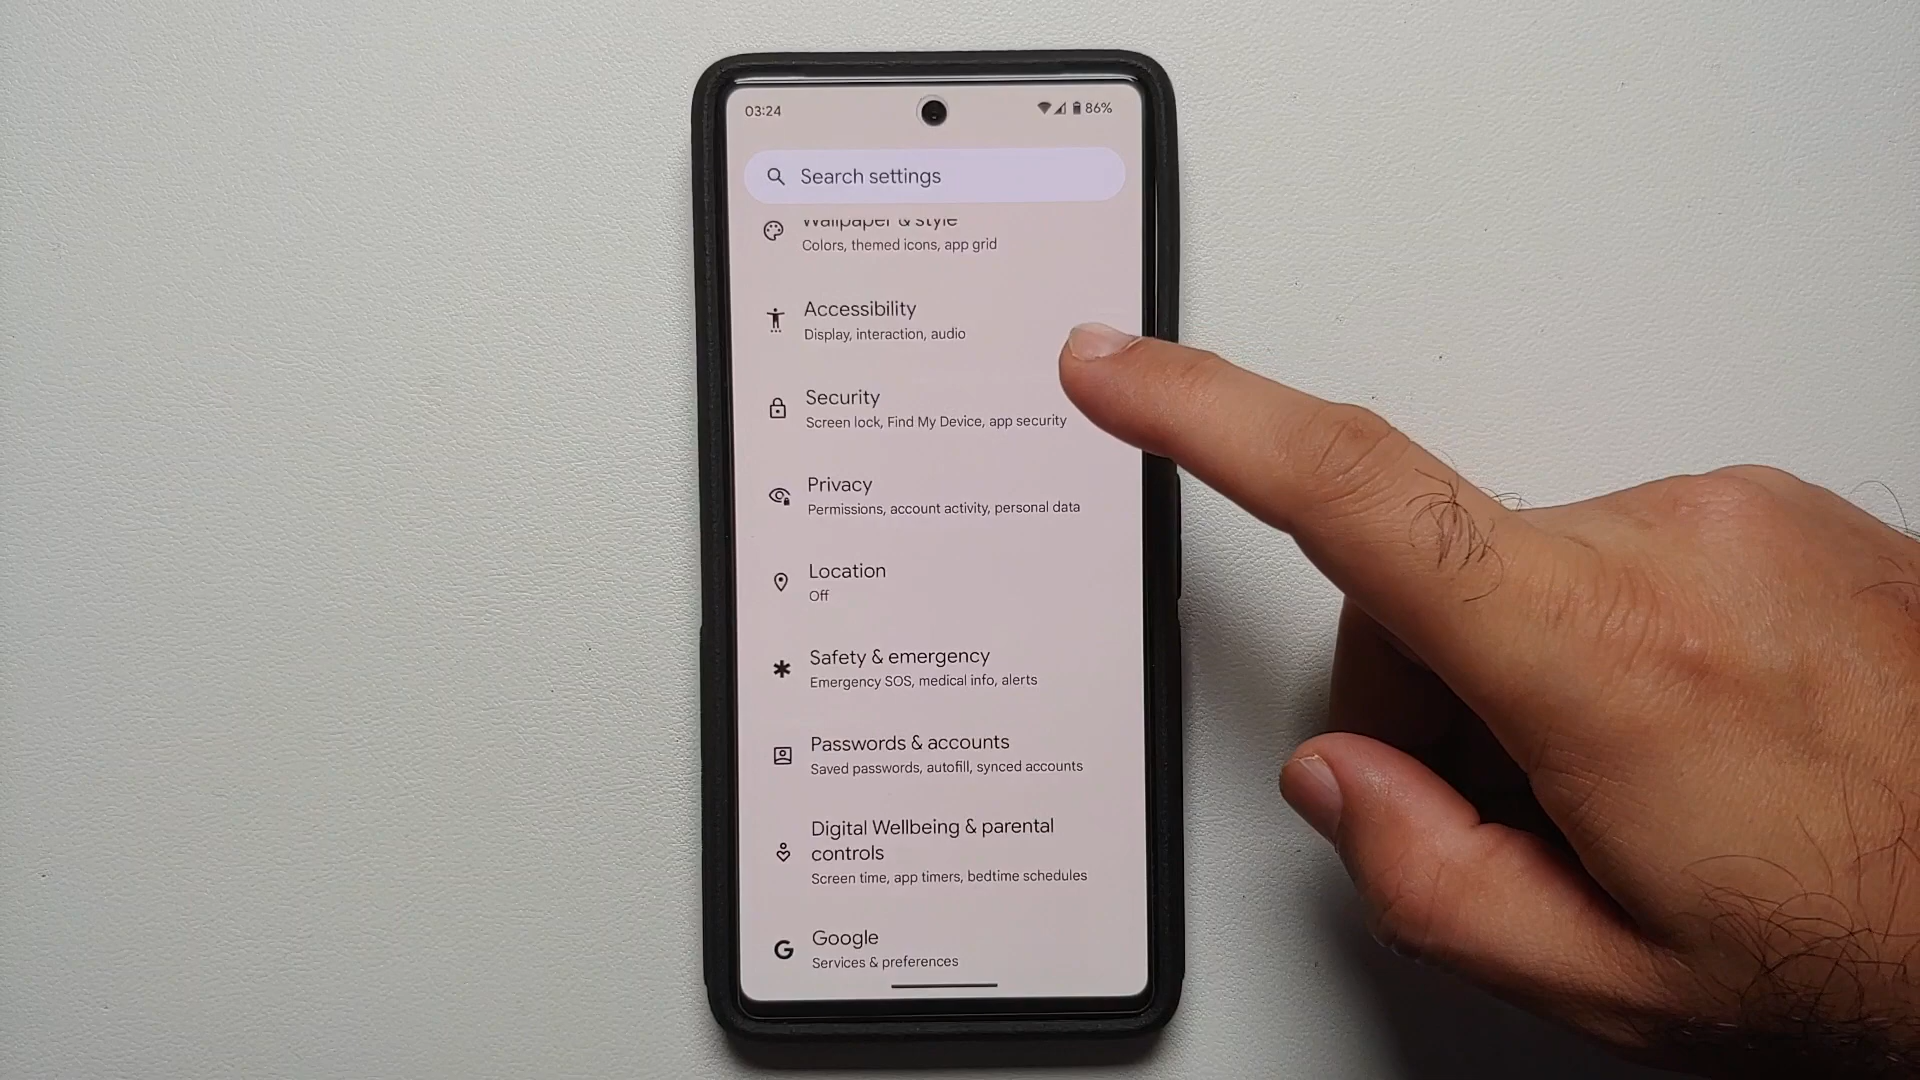 03:24
86%
Search settings
Wallpaper & style
Colors, themed icons, app grid
Accessibility
Display, interaction, audio
Security
Screen lock, Find My Device, app security
Privacy
Permissions, account activity, personal data
Location
Off
Safety & emergency
Emergency SOS, medical info, alerts
Passwords & accounts
Saved passwords, autofill, synced accounts
Digital Wellbeing & parental
controls
Screen time, app timers, bedtime schedules
G Google
Services & preferences